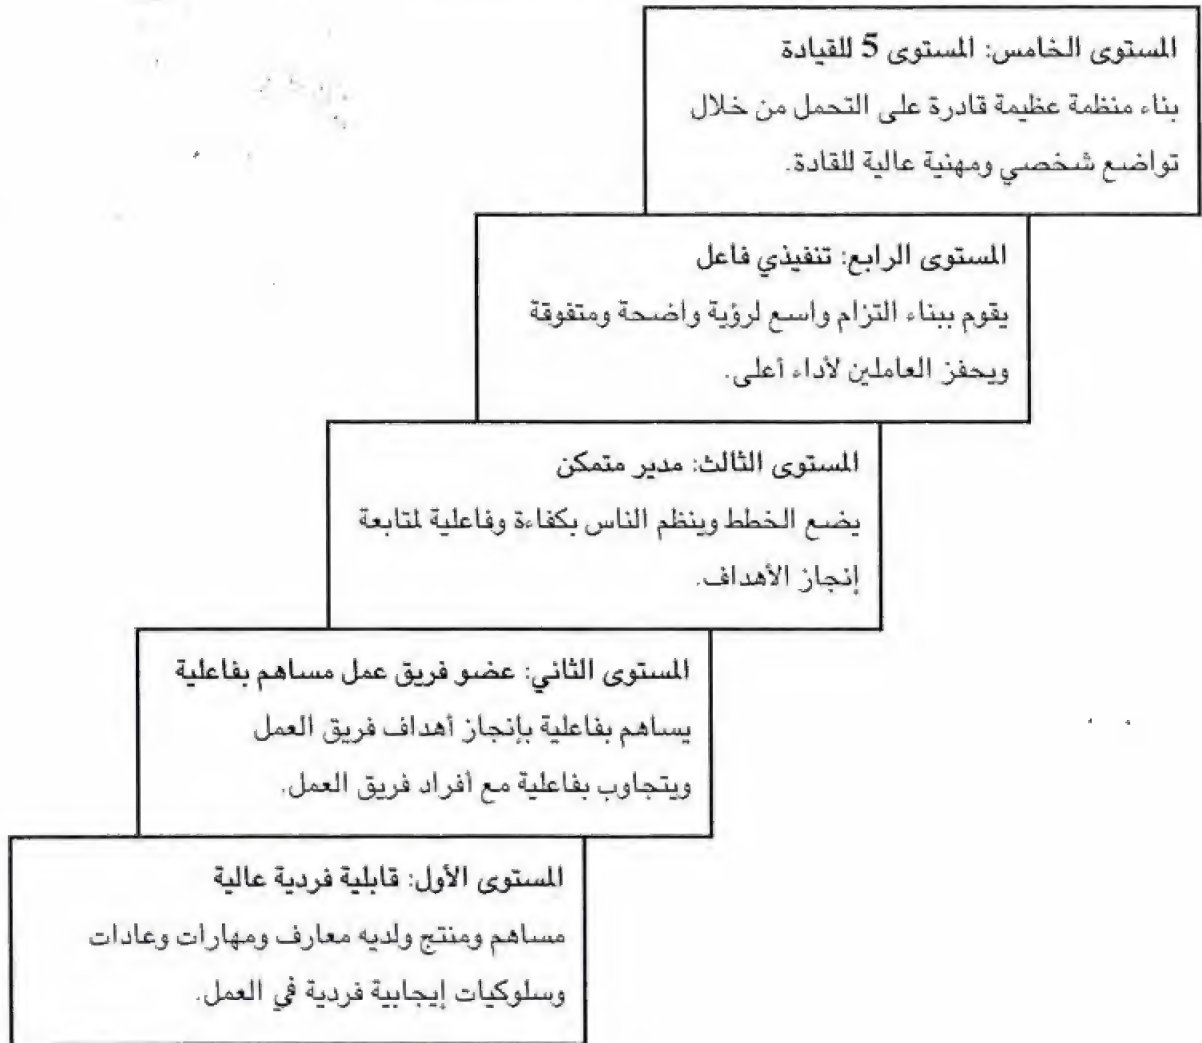 المستوى الخامس: المستوى 5 للقيادة
بناء منظمة عظيمة قادرة على التحمل من خلال
تواضع شخصي ومهنية عالية للقادة.
المستوى الرابع: تنفيذي فاعل
يقوم ببناء التزام واسع لرؤية واضحة ومتفوقة
ويحفز العاملين لأداء أعلى.
المستوى الثالث: مدير متمكن
يضع الخطط وينظم الناس بكفاءة وفاعلية لمتابعة
إنجاز الأهداف.
المستوى الثاني: عضو فريق عمل مساهم بفاعلية
يساهم بفاعلية بإنجاز أهداف فريق العمل
ويتجاوب بفاعلية مع أفراد فريق العمل.
المستوى الأول: قابلية فردية عالية
مساهم ومنتج ولديه معارف ومهارات وعادات
وسلوكيات إيجابية فردية في العمل.